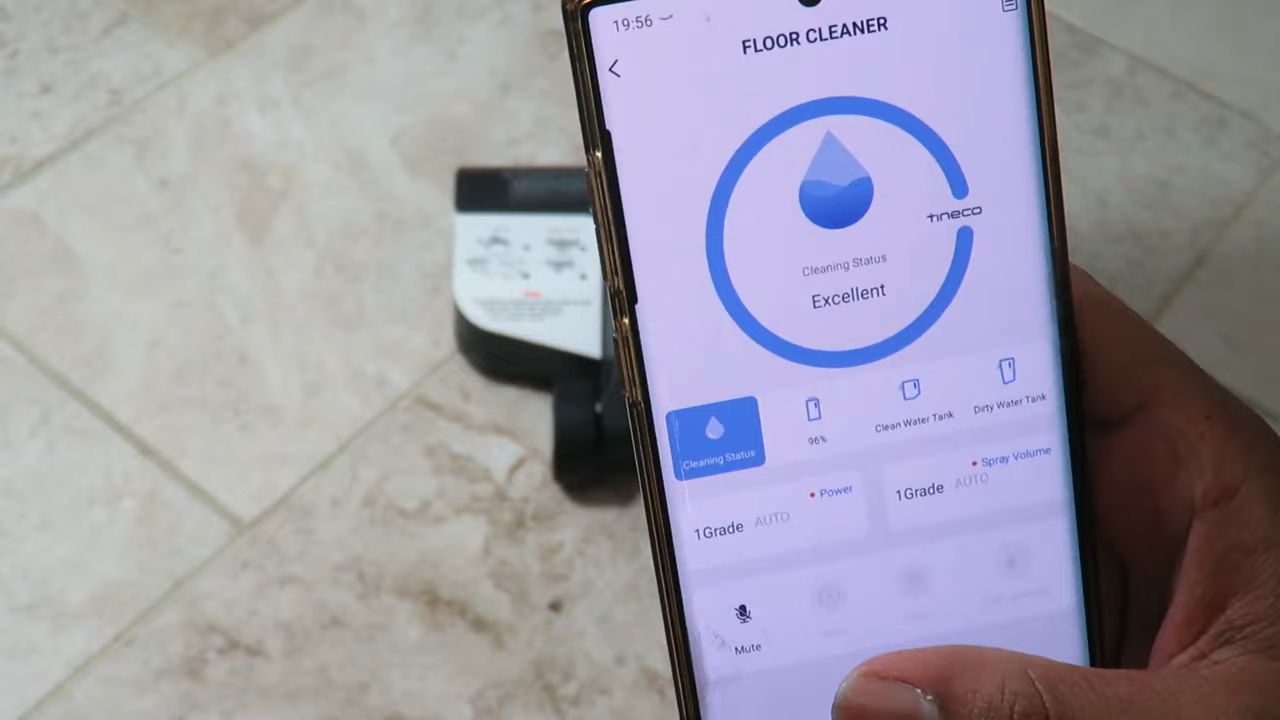 19:56
FLOOR CLEANER
tineco
Cleaning Status
Excellent
Cleaning Status
96%
Clean Water Tank
Dirty Water Tank
Power
1Grade AUTO
Spray Volume
1Grade AUTO
Mute